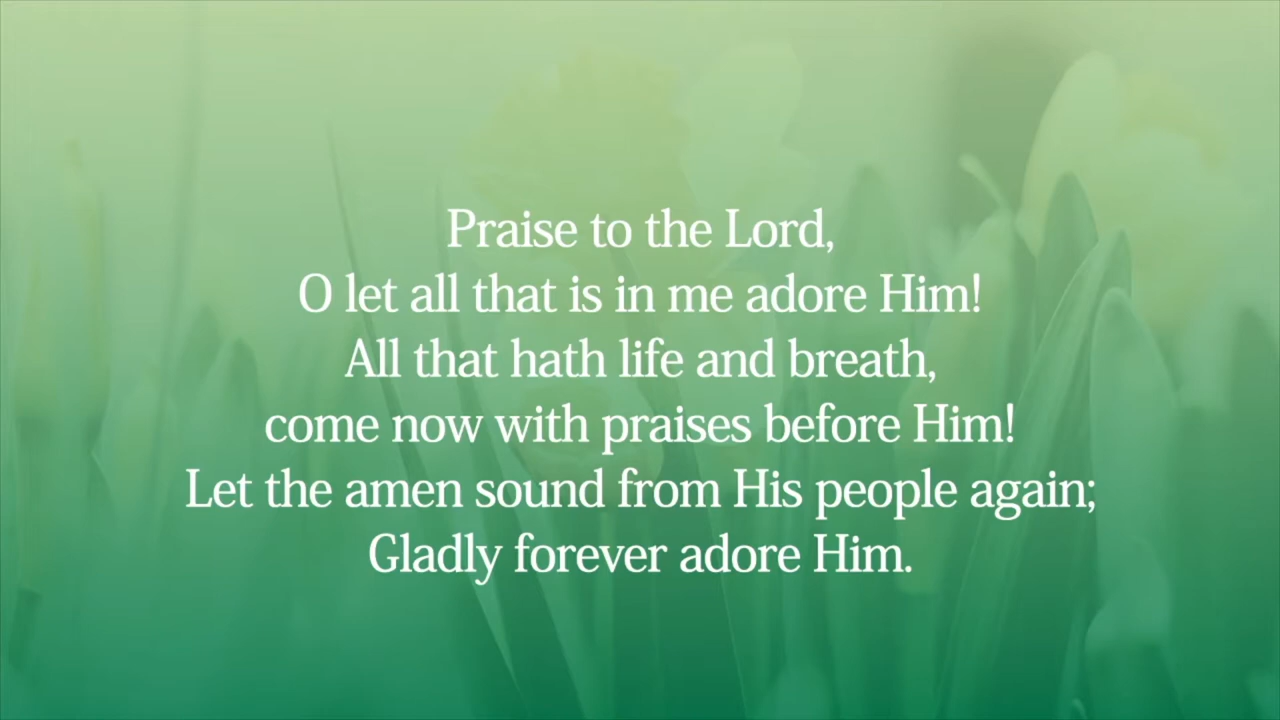 Praise to the Lord,
O let all that is in me adore Him!
All that hath life and breath,
come now with praises before Him!
Let the amen sound from His people again;
Gladly forever adore Him.